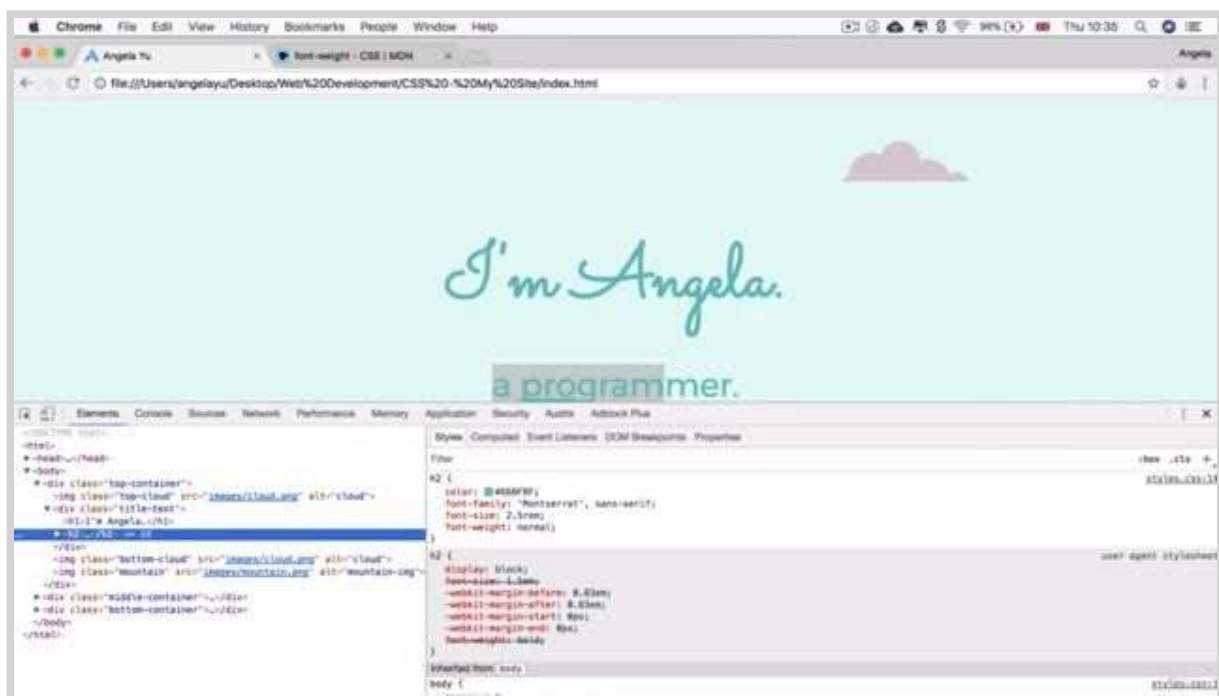 Chrome File Edit View History Bookmarks People Window Help 98% Thu 10:35
Angela Yu font-weight - CSS | MDN Angela
file:///Users/angelayu/Desktop/Web%20Development/CSS%20-%20My%20Site/index.html
I'm Angela.
a programmer.
Elements Console Sources Network Performance Memory Application Security Audits Adblock Plus
Styles Computed Event Listeners DOM Breakpoints Properties
Filter :hov .cls +
<html>
<head>…</head>
<body>
<div class="top-container">
<img class="top-cloud" src="images/cloud.png" alt="cloud">
<div class="title-text">
<h1>I'm Angela.</h1>
<h2>…</h2> == $0
</div>
<img class="bottom-cloud" src="images/cloud.png" alt="cloud">
<img class="mountain" src="images/mountain.png" alt="mountain-img">
</div>
<div class="middle-container">…</div>
<div class="bottom-container">…</div>
</body>
</html>
h2 {
color:
font-family: 'Montserrat', sans-serif;
font-size: 2.5rem;
font-weight: normal;
}
h2 { user agent stylesheet
display: block;
font-size: 1.5em;
-webkit-margin-before: 0.83em;
-webkit-margin-after: 0.83em;
-webkit-margin-start: 0px;
-webkit-margin-end: 0px;
font-weight: bold;
}
Inherited from body
body {